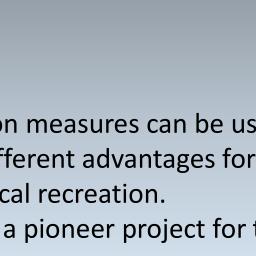 on measures can be us
fferent advantages for
cal recreation.
a pioneer project for t